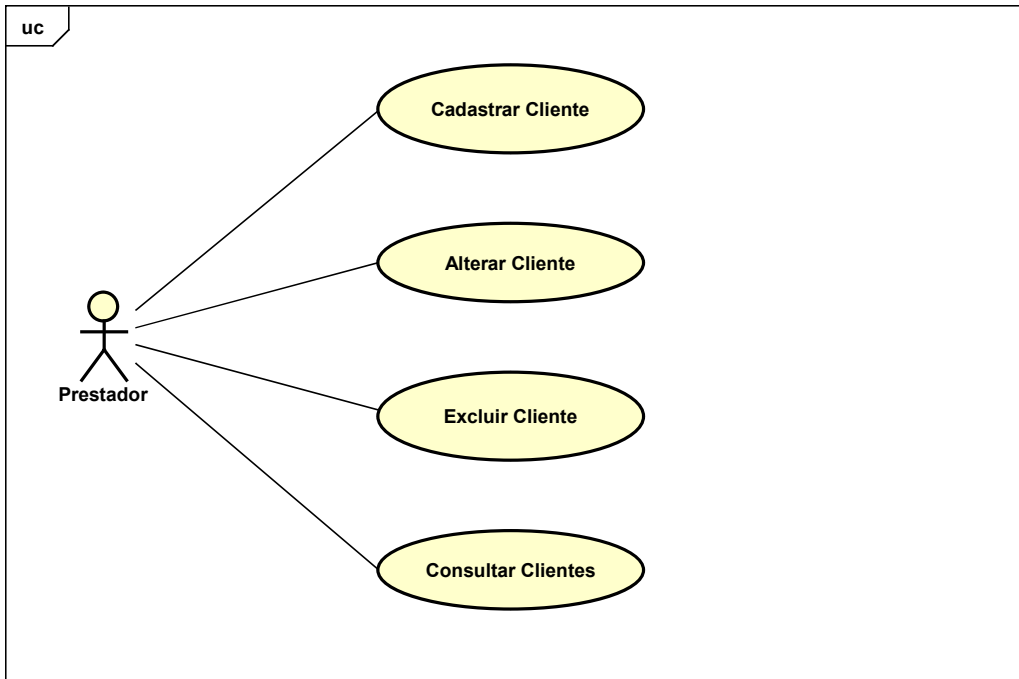 uc
Cadastrar Cliente
Alterar Cliente
Prestador
Excluir Cliente
Consultar Clientes